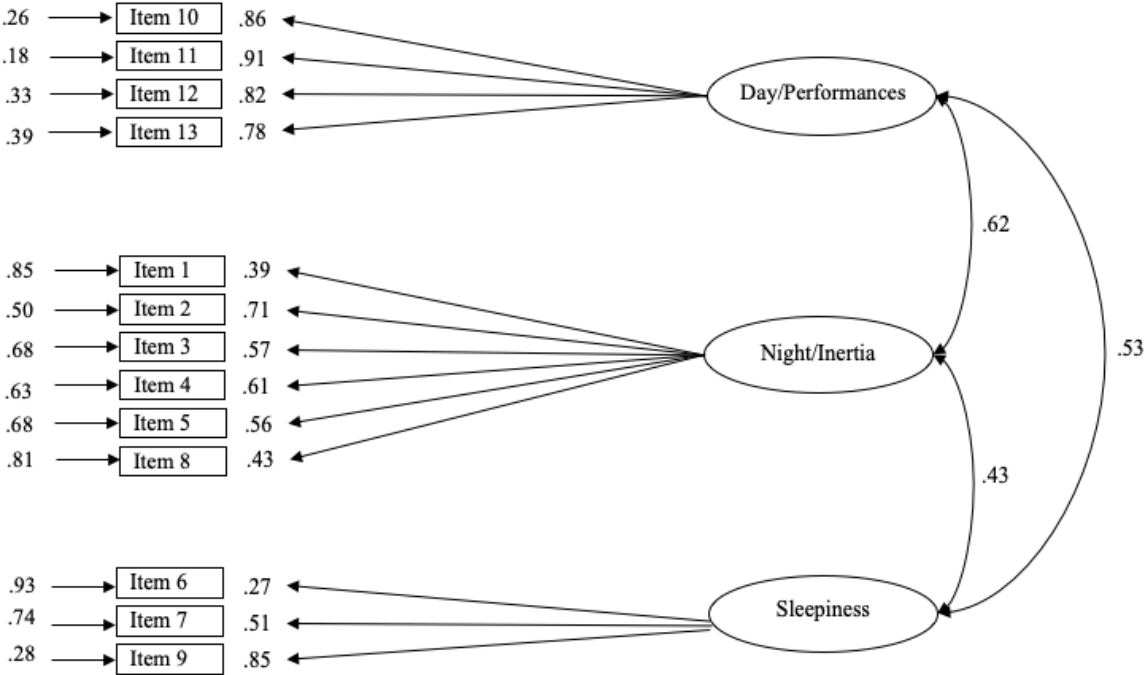 .26 Item 10 .86
.18 Item 11 .91
.33 Item 12 .82 Day/Performances
.39 Item 13 .78
.62
.85 Item 1 .39
.50 Item 2 .71
.68 Item 3 .57 Night/Inertia .53
.63 Item 4 .61
.68 Item 5 .56
.81 Item 8 .43
.43
.93 Item 6 .27
.74 Item 7 .51 Sleepiness
.28 Item 9 .85